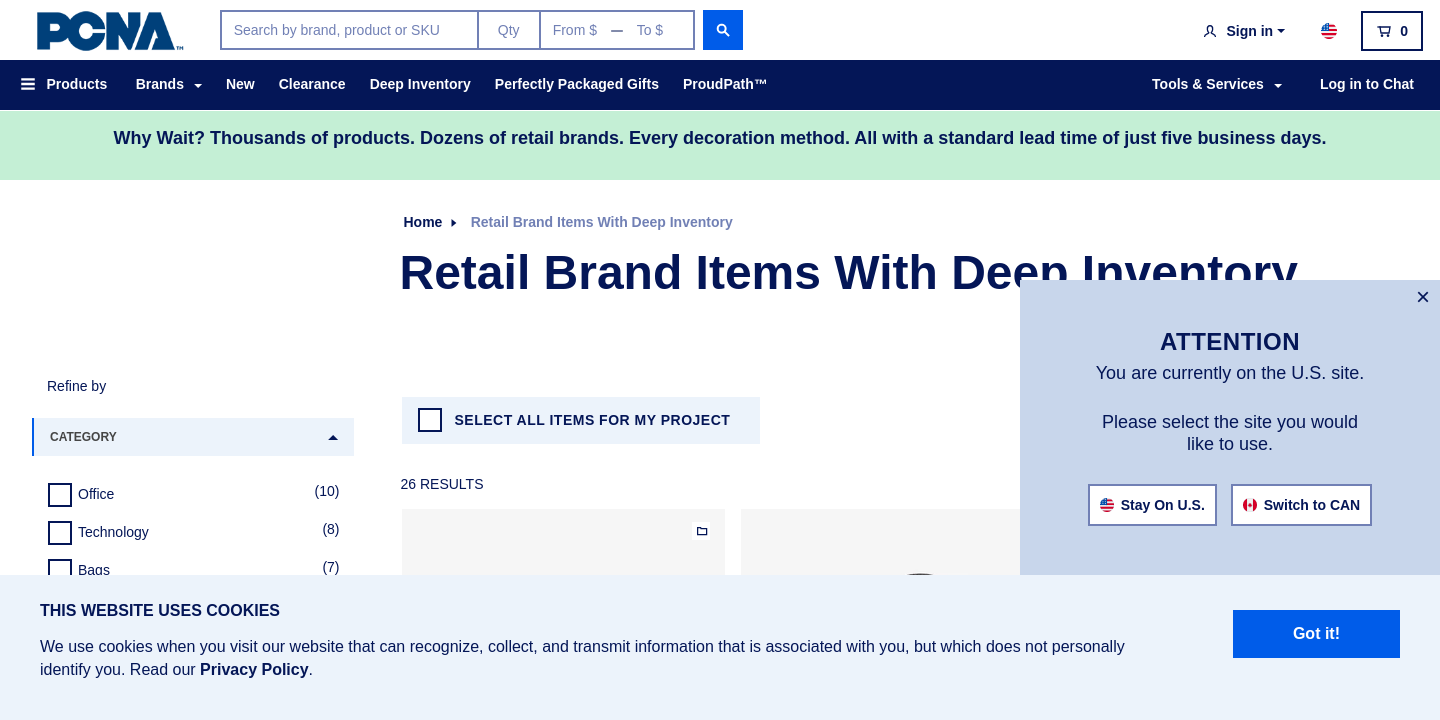 PCNA™
Search by brand, product or SKU
Qty
From $ — To $
Sign in
0
Products
Brands
New
Clearance
Deep Inventory
Perfectly Packaged Gifts
ProudPath™
Tools & Services
Log in to Chat
Why Wait? Thousands of products. Dozens of retail brands. Every decoration method. All with a standard lead time of just five business days.
Home
Retail Brand Items With Deep Inventory
Retail Brand Items With Deep Inventory
×
ATTENTION
You are currently on the U.S. site.
Please select the site you would
like to use.
Stay On U.S.
Switch to CAN
Refine by
CATEGORY
Office (10)
Technology (8)
Bags (7)
SELECT ALL ITEMS FOR MY PROJECT
26 RESULTS
THIS WEBSITE USES COOKIES
We use cookies when you visit our website that can recognize, collect, and transmit information that is associated with you, but which does not personally
identify you. Read our Privacy Policy.
Got it!